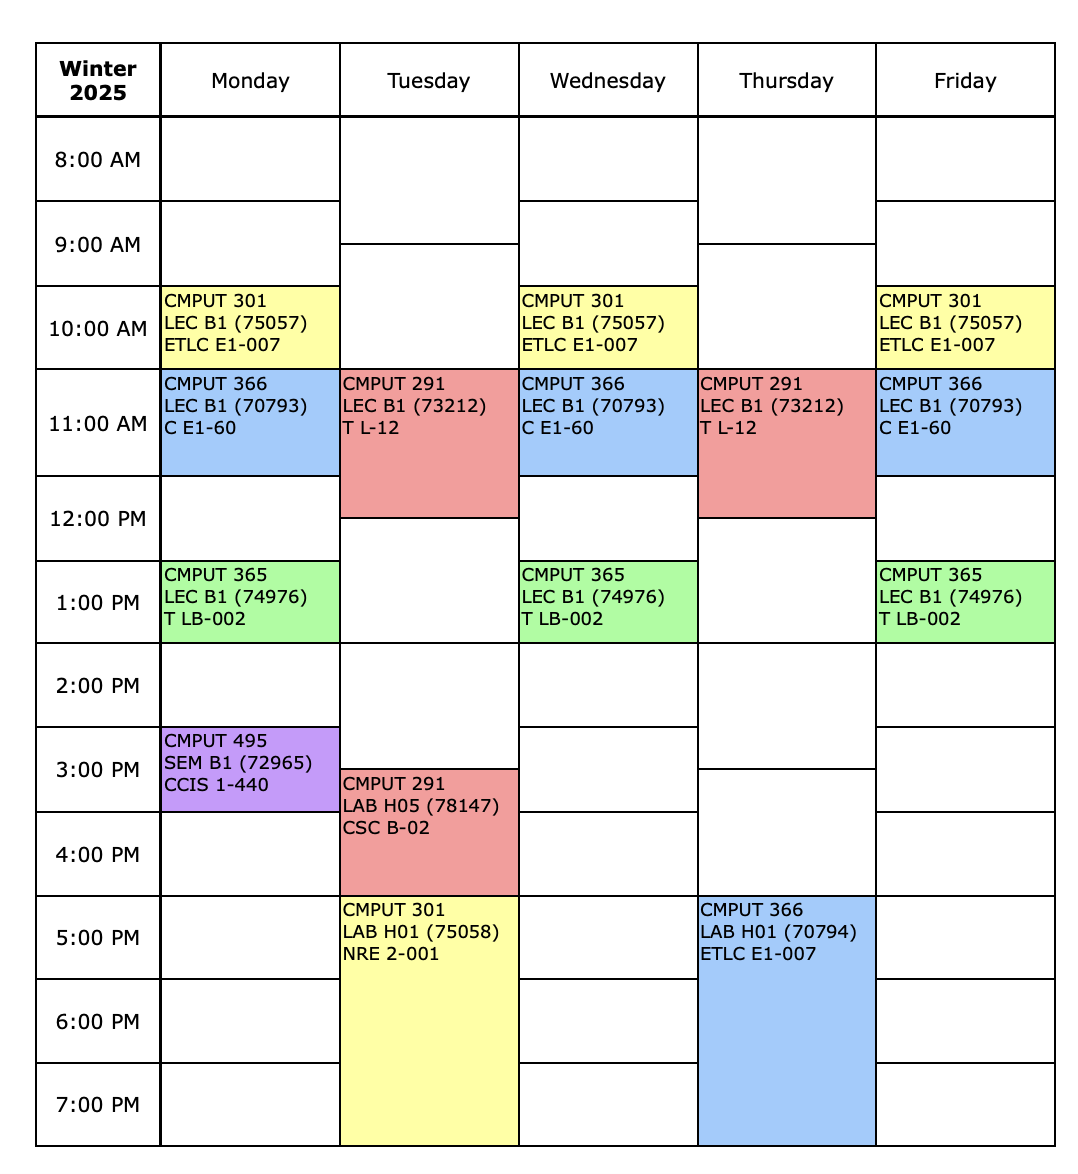 Winter
2025
Monday
Tuesday
Wednesday
Thursday
Friday
8:00 AM
9:00 AM
10:00 AM
CMPUT 301
LEC B1 (75057)
ETLC E1-007
CMPUT 301
LEC B1 (75057)
ETLC E1-007
CMPUT 301
LEC B1 (75057)
ETLC E1-007
11:00 AM
CMPUT 366
LEC B1 (70793)
C E1-60
CMPUT 291
LEC B1 (73212)
T L-12
CMPUT 366
LEC B1 (70793)
C E1-60
CMPUT 291
LEC B1 (73212)
T L-12
CMPUT 366
LEC B1 (70793)
C E1-60
12:00 PM
1:00 PM
CMPUT 365
LEC B1 (74976)
T LB-002
CMPUT 365
LEC B1 (74976)
T LB-002
CMPUT 365
LEC B1 (74976)
T LB-002
2:00 PM
3:00 PM
CMPUT 495
SEM B1 (72965)
CCIS 1-440
CMPUT 291
LAB H05 (78147)
CSC B-02
4:00 PM
5:00 PM
CMPUT 301
LAB H01 (75058)
NRE 2-001
CMPUT 366
LAB H01 (70794)
ETLC E1-007
6:00 PM
7:00 PM